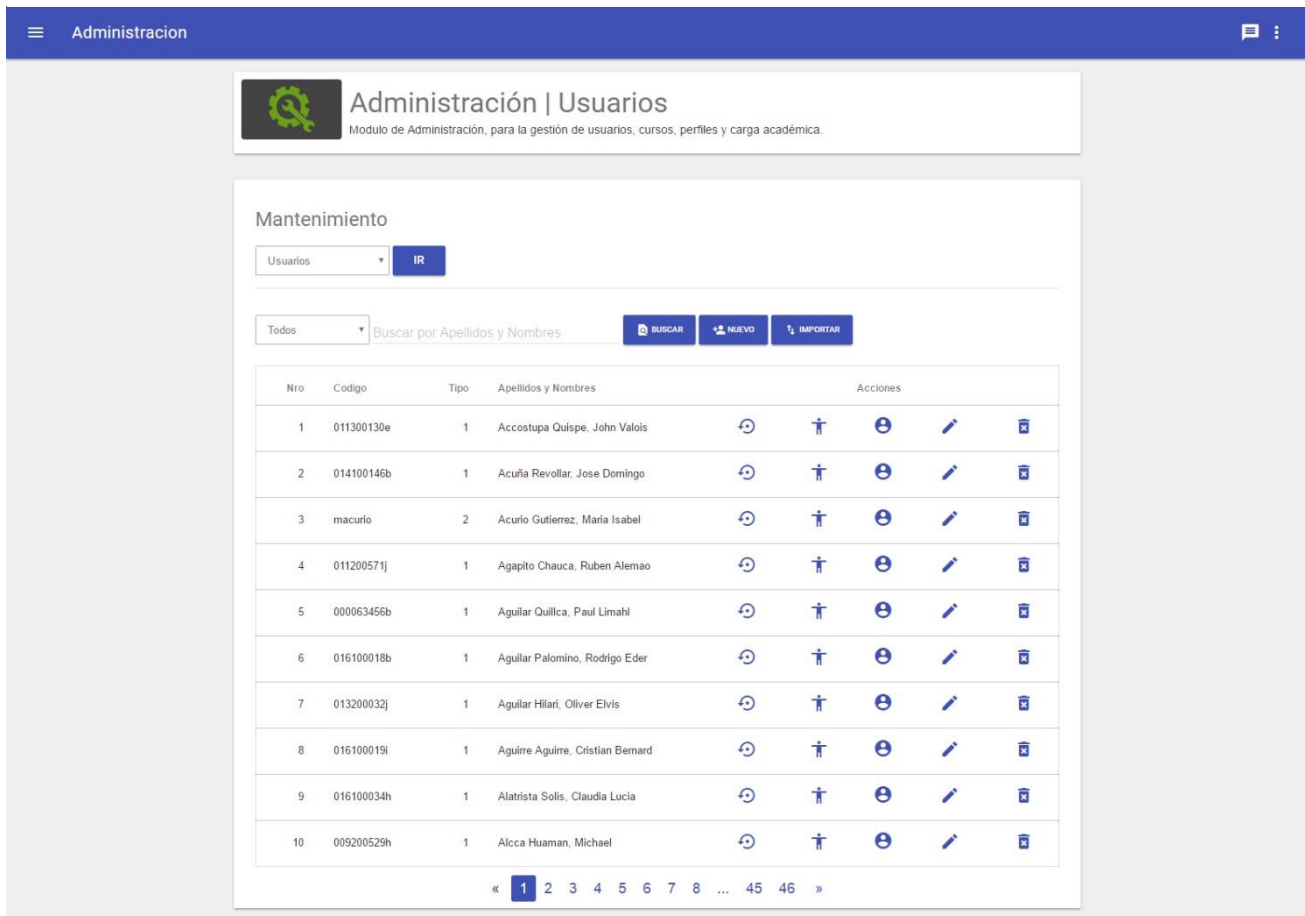 Administracion
Administración | Usuarios
Modulo de Administración, para la gestión de usuarios, cursos, perfiles y carga académica.
Mantenimiento
Usuarios IR
Todos Buscar por Apellidos y Nombres BUSCAR NUEVO IMPORTAR
Nro Codigo Tipo Apellidos y Nombres Acciones
1 011300130e 1 Accostupa Quispe, John Valois
2 014100146b 1 Acuña Revollar, Jose Domingo
3 macurio 2 Acurio Gutierrez, Maria Isabel
4 011200571j 1 Agapito Chauca, Ruben Alemao
5 000063456b 1 Aguilar Quillca, Paul Limahl
6 016100018b 1 Aguilar Palomino, Rodrigo Eder
7 013200032j 1 Aguilar Hilari, Oliver Elvis
8 016100019i 1 Aguirre Aguirre, Cristian Bernard
9 016100034h 1 Alatrista Solis, Claudia Lucia
10 009200529h 1 Alcca Huaman, Michael
« 1 2 3 4 5 6 7 8 ... 45 46 »